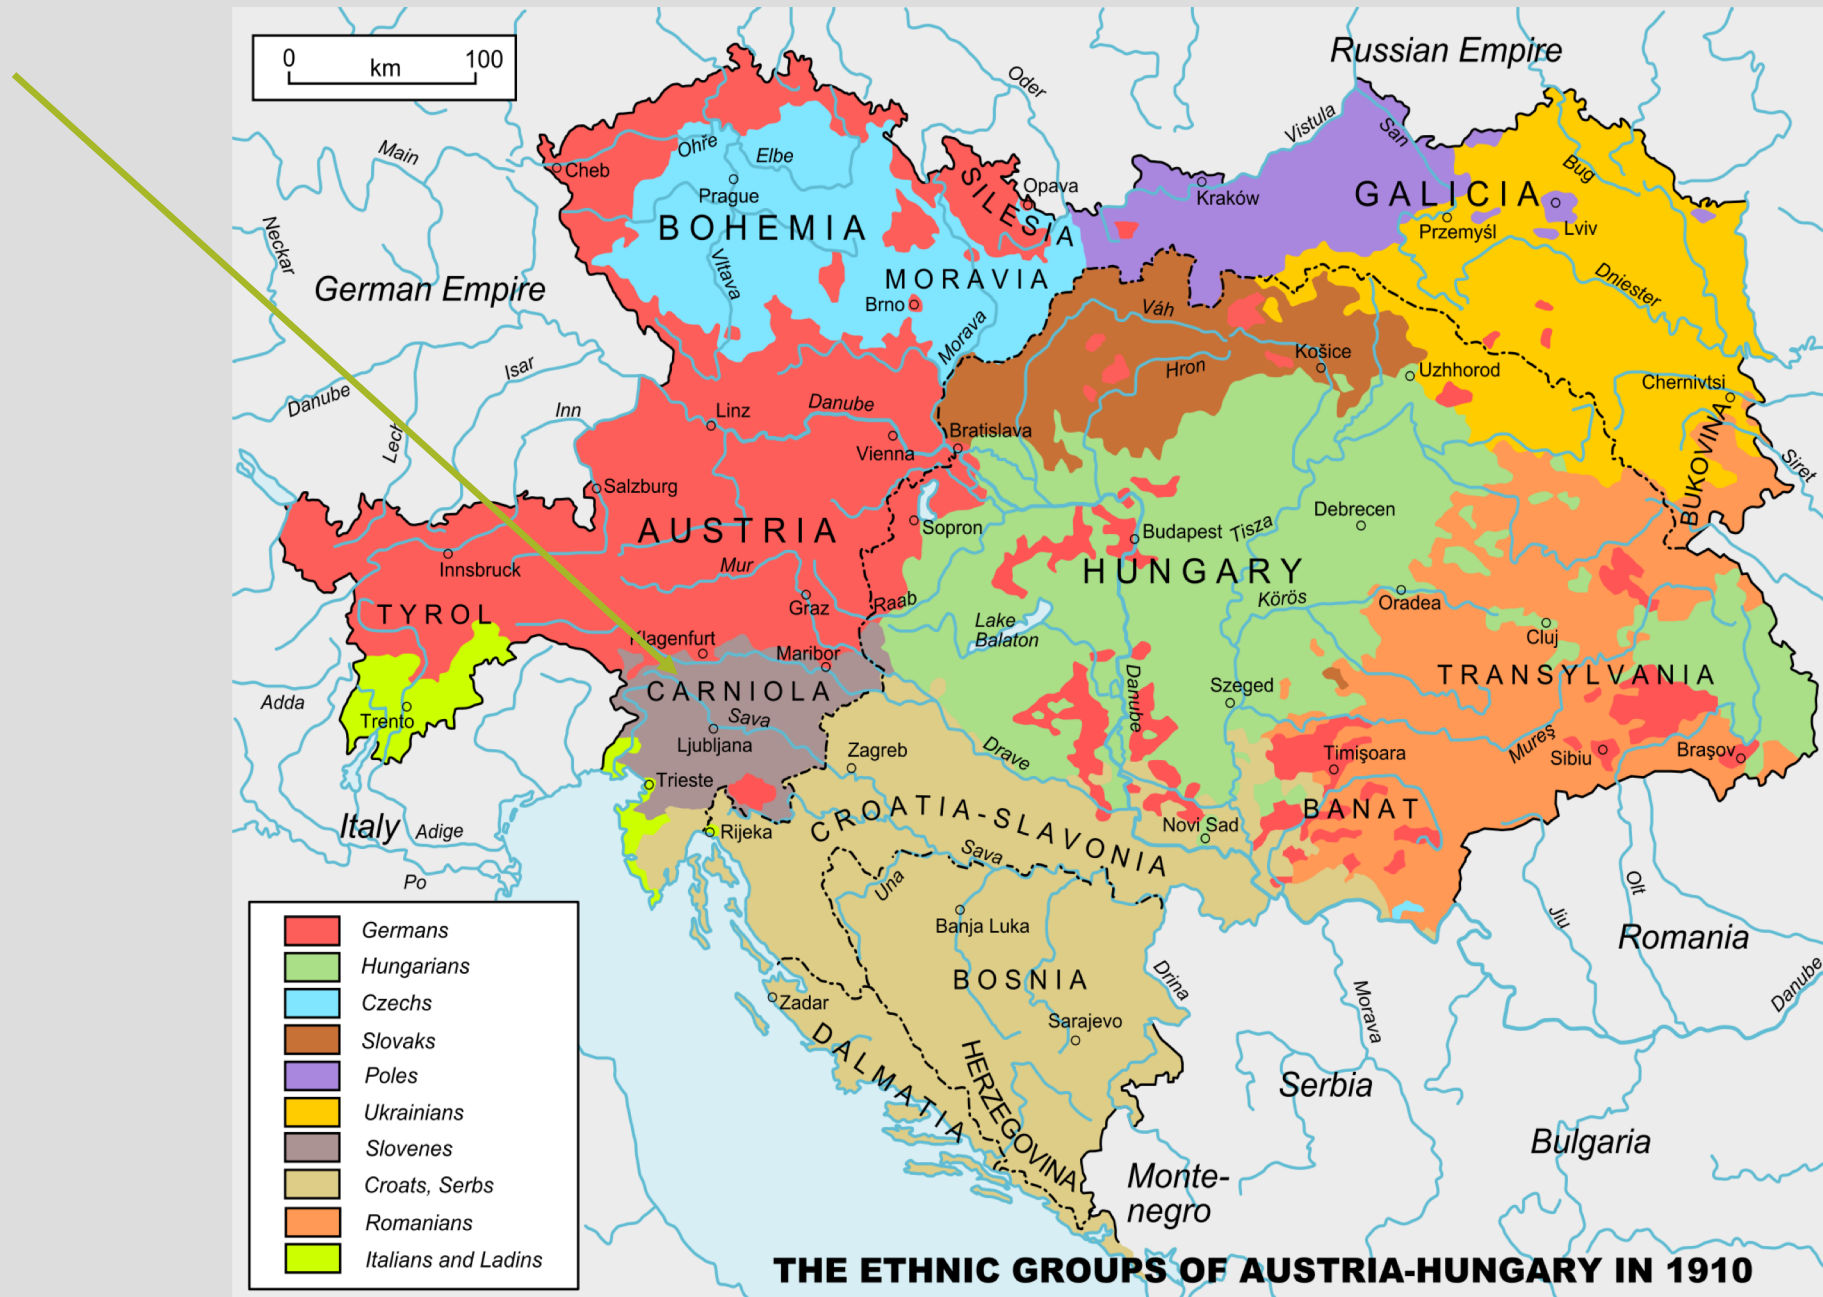 0
100
km
Russian Empire
Oder
Vistula
San
Main
Ohře
Elbe
Cheb
Prague
BOHEMIA
Vltava
SILESIA
Opava
Kraków
GALICIA
Bug
Przemyśl
Lviv
Dniester
Neckar
German Empire
MORAVIA
Brno
Morava
Váh
Hron
Košice
Uzhhorod
Chernivtsi
BUKOVINA
Siret
Danube
Isar
Inn
Lech
Linz
Danube
Vienna
Bratislava
Salzburg
AUSTRIA
Sopron
Budapest
Tisza
Debrecen
Innsbruck
Mur
HUNGARY
Körös
Oradea
TYROL
Graz
Raab
Lake
Balaton
Cluj
Klagenfurt
Maribor
CARNIOLA
Danube
Szeged
TRANSYLVANIA
Adda
Trento
Sava
Ljubljana
Zagreb
Drave
Timişoara
Mureş
Sibiu
Braşov
Trieste
CROATIA-SLAVONIA
BANAT
Novi Sad
Italy
Adige
Rijeka
Po
Sava
Una
Banja Luka
Olt
Jiu
Romania
BOSNIA
Drina
Morava
Danube
Zadar
Sarajevo
DALMATIA
HERZEGOVINA
Serbia
Bulgaria
Monte-
negro
Germans
Hungarians
Czechs
Slovaks
Poles
Ukrainians
Slovenes
Croats, Serbs
Romanians
Italians and Ladins
THE ETHNIC GROUPS OF AUSTRIA-HUNGARY IN 1910